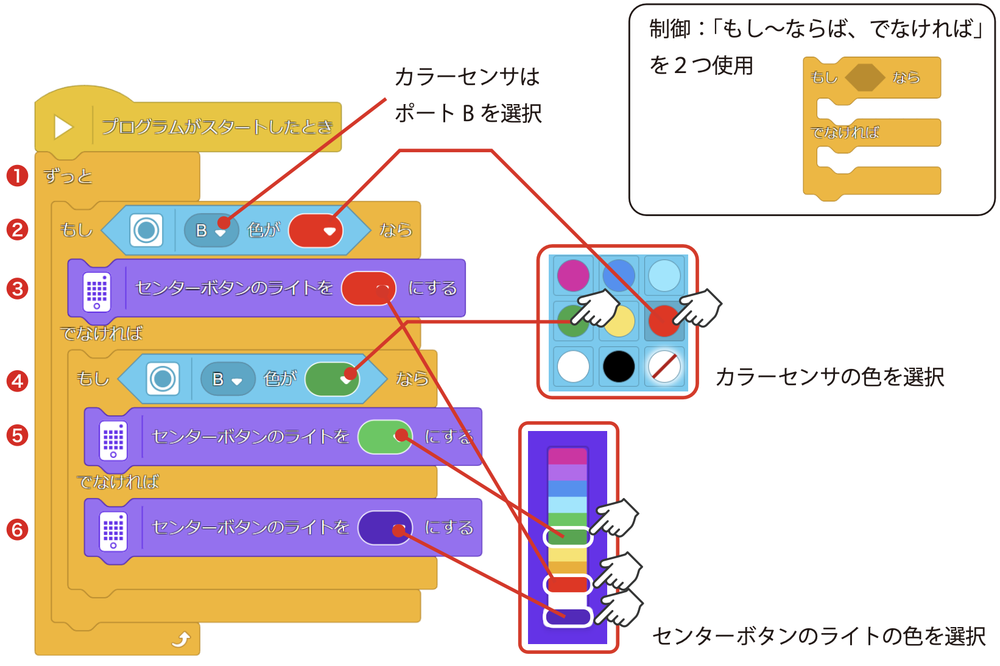 制御：「もし～ならば、でなければ」
を２つ使用
もし なら
でなければ
カラーセンサは
ポート B を選択
プログラムがスタートしたとき
❶ ずっと
❷ もし B 色が なら
❸ センターボタンのライトを にする
でなければ
❹ もし B 色が なら
❺ センターボタンのライトを にする
でなければ
❻ センターボタンのライトを にする
カラーセンサの色を選択
センターボタンのライトの色を選択